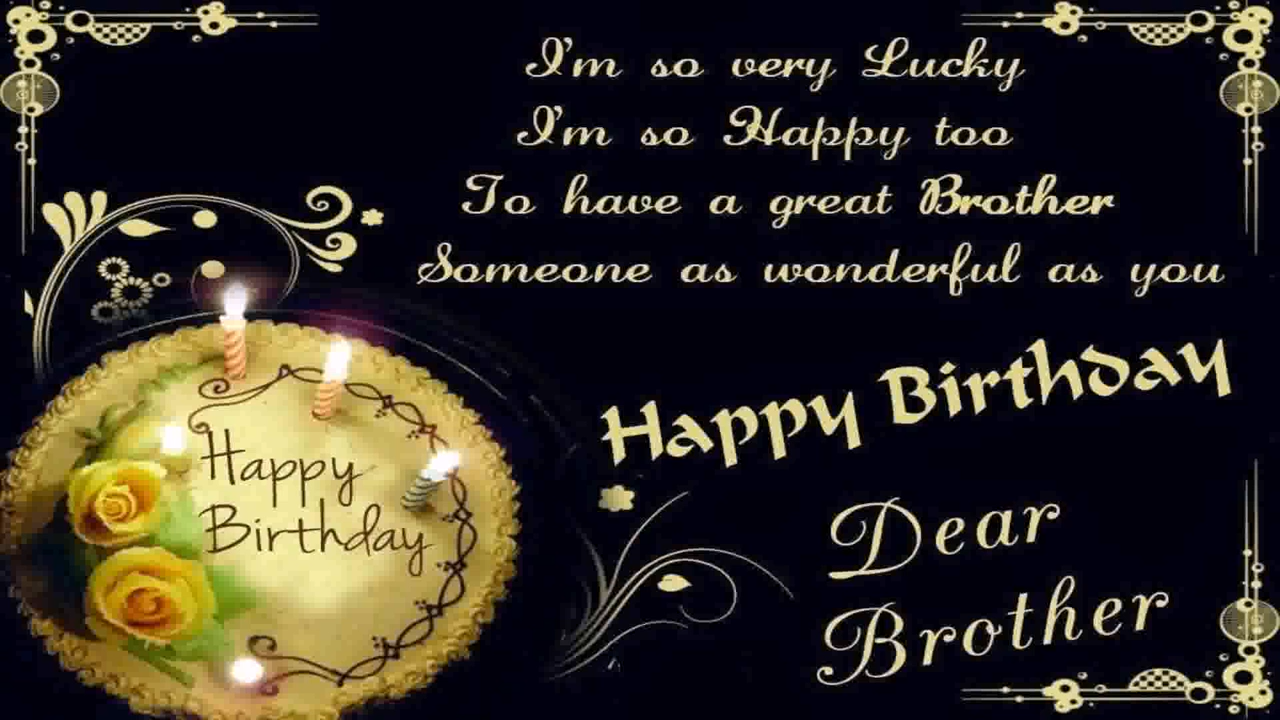 I'm so very Lucky
I'm so Happy too
To have a great Brother
Someone as wonderful as you
Happy Birthday
Dear
Brother
Happy
Birthday